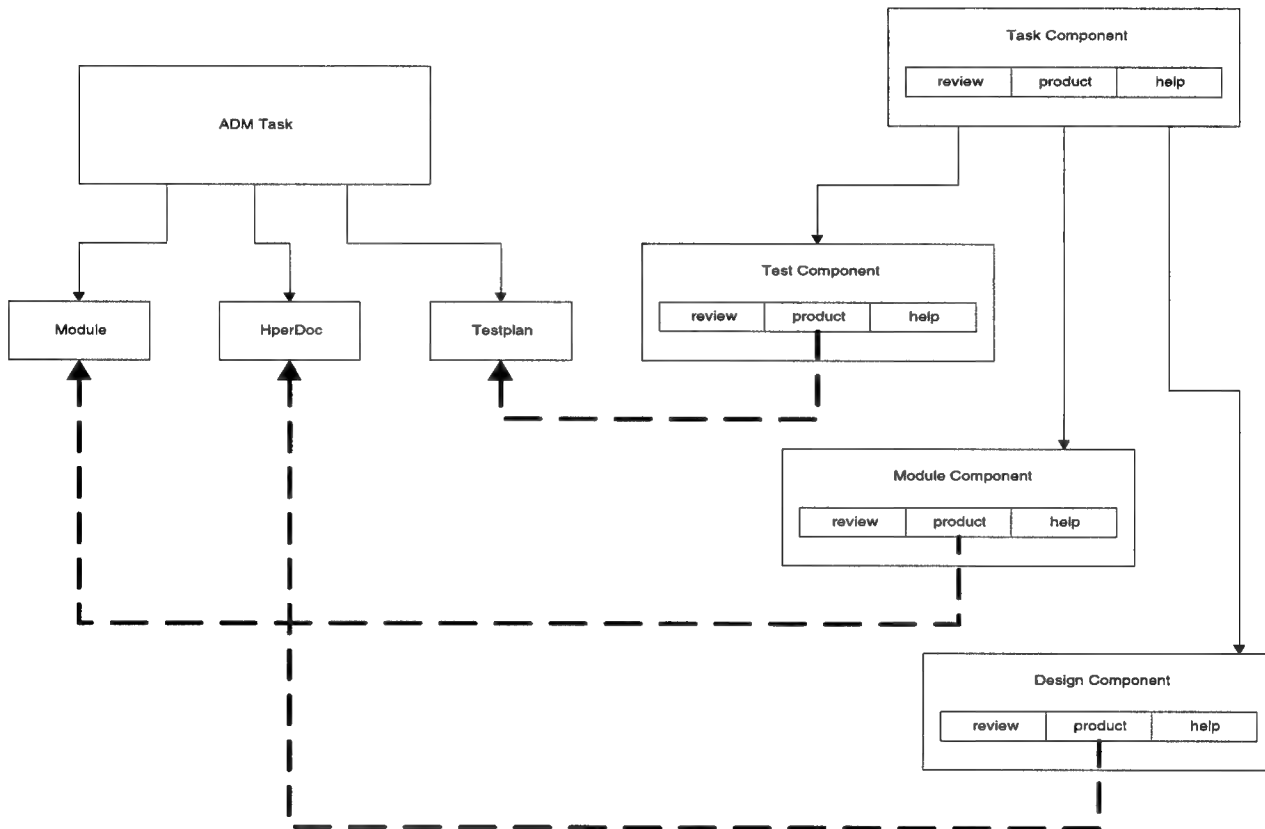 Task Component
review product help
ADM Task
Test Component
review product help
Module HperDoc Testplan
Module Component
review product help
Design Component
review product help